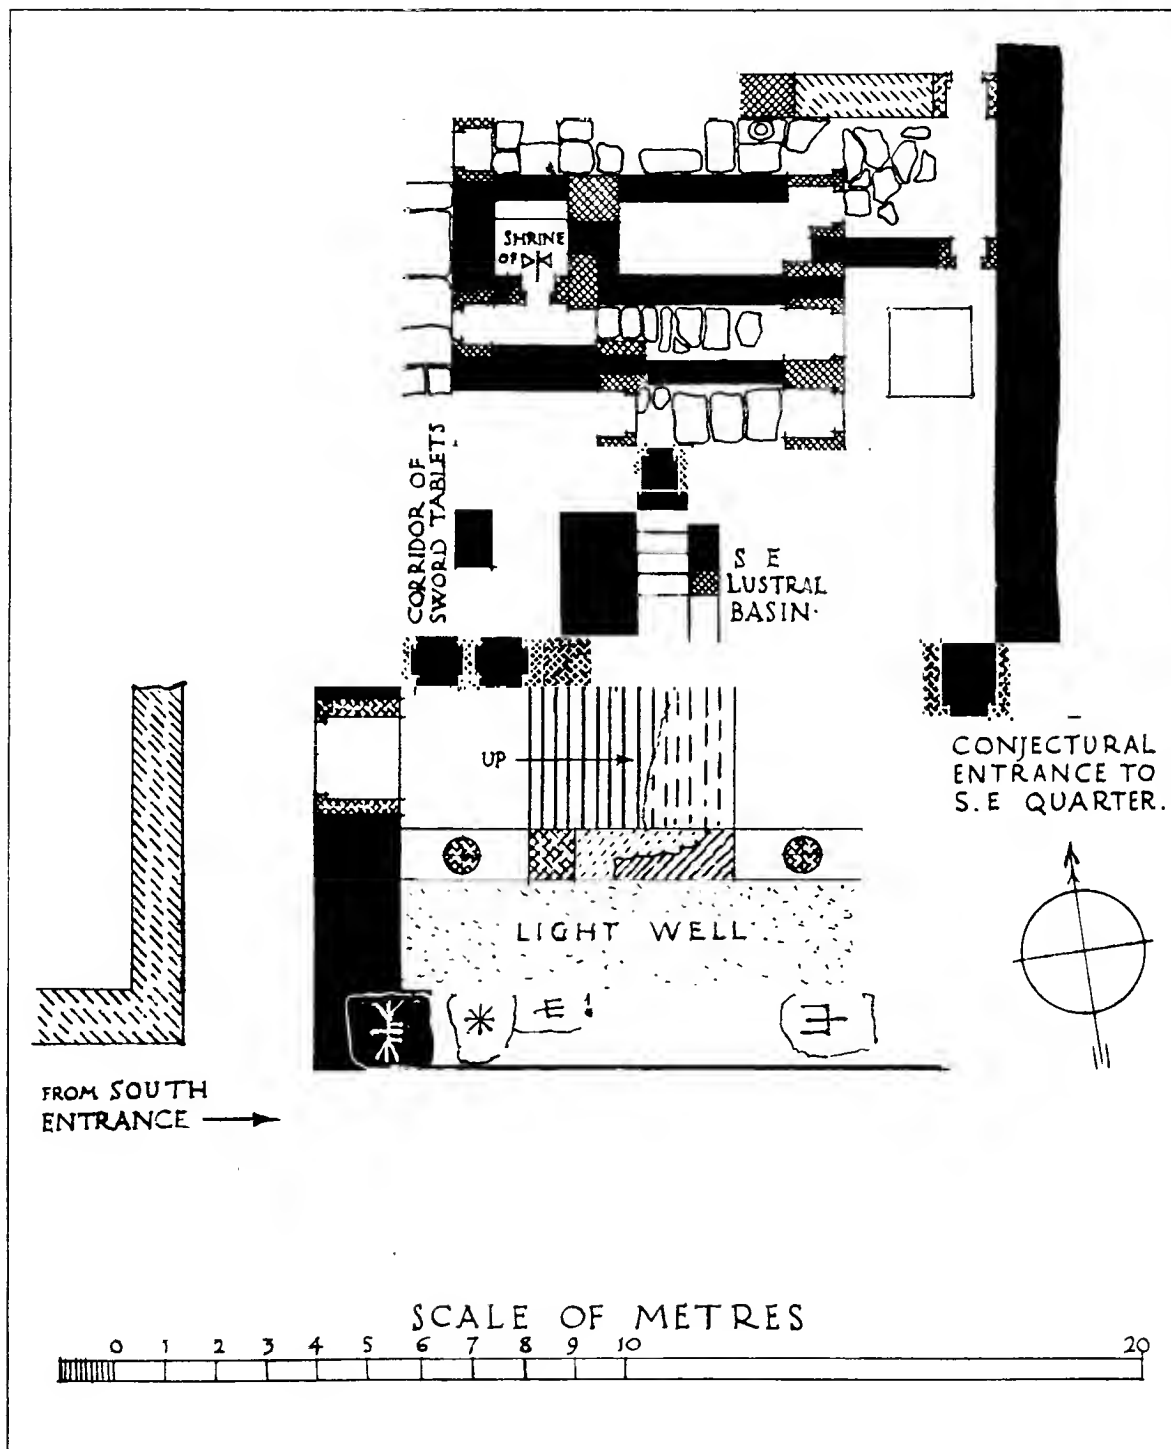 SHRINE
OF
CORRIDOR OF
SWORD TABLETS
S E
LUSTRAL
BASIN.
UP
CONJECTURAL
ENTRANCE TO
S.E QUARTER.
LIGHT WELL
FROM SOUTH
ENTRANCE
SCALE OF METRES
0 1 2 3 4 5 6 7 8 9 10 20